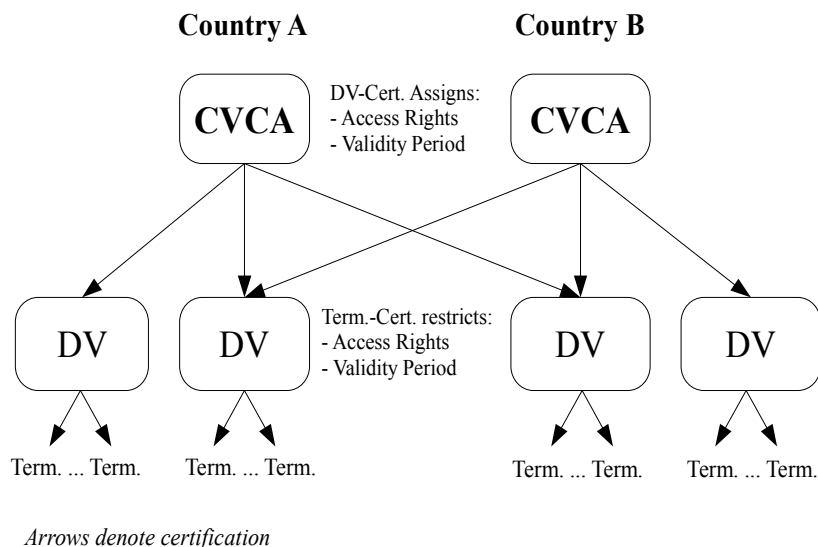 Country A
Country B
CVCA
DV-Cert. Assigns:
- Access Rights
- Validity Period
CVCA
DV
DV
Term.-Cert. restricts:
- Access Rights
- Validity Period
DV
DV
Term. ... Term.
Term. ... Term.
Term. ... Term.
Term. ... Term.
Arrows denote certification